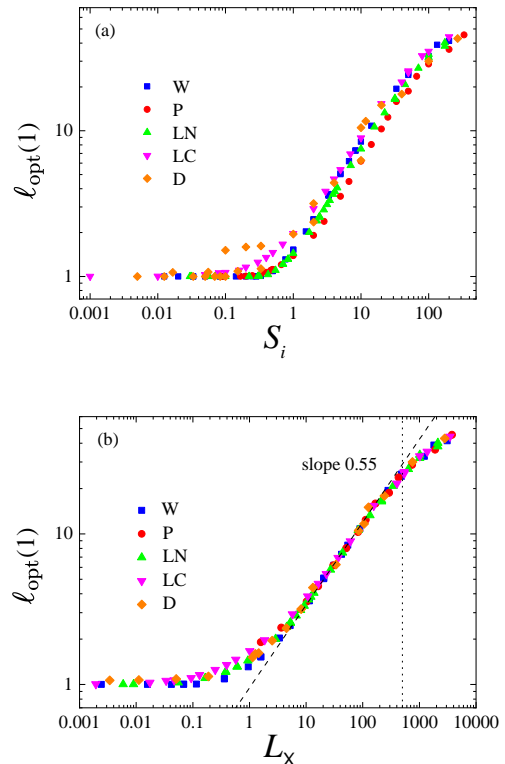 (a)
W
P
LN
LC
D
10
1
ℓopt(1)
0.001 0.01 0.1 1 10 100
Si
(b)
slope 0.55
W
P
LN
LC
D
10
1
ℓopt(1)
0.001 0.01 0.1 1 10 100 1000 10000
L×